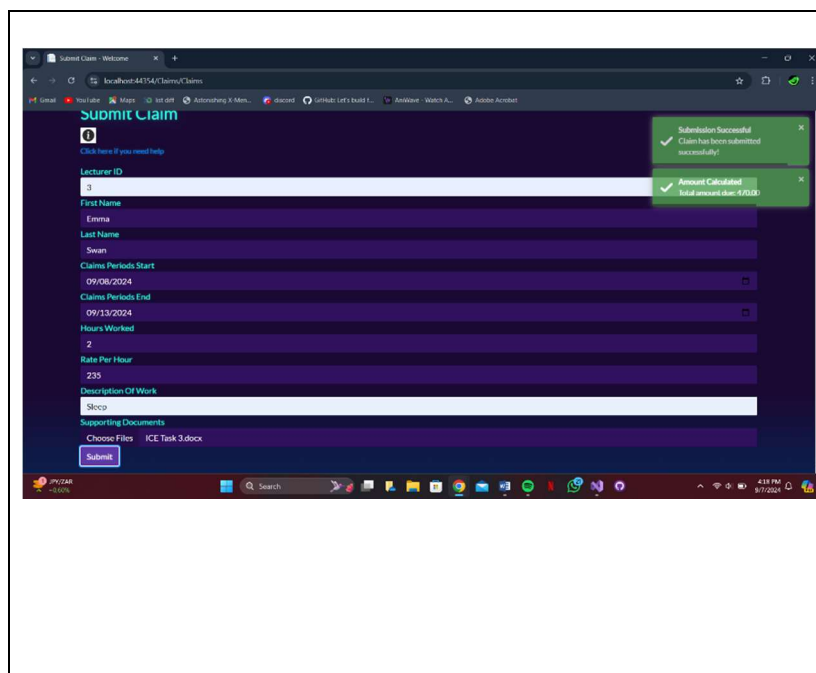 Submit Claim - Welcome
localhost:44354/Claims/Claims
Gmail YouTube Maps list diff Astonishing X-Men... discord GitHub: Let's build f... AniWave - Watch A... Adobe Acrobat
Submit Claim
Click here if you need help
Submission Successful
Claim has been submitted
successfully!
Amount Calculated
Total amount due: 470.00
Lecturer ID
3
First Name
Emma
Last Name
Swan
Claims Periods Start
09/08/2024
Claims Periods End
09/13/2024
Hours Worked
2
Rate Per Hour
235
Description Of Work
Sleep
Supporting Documents
Choose Files ICE Task 3.docx
Submit
JPY/ZAR
+0.60%
Search
4:18 PM
9/7/2024